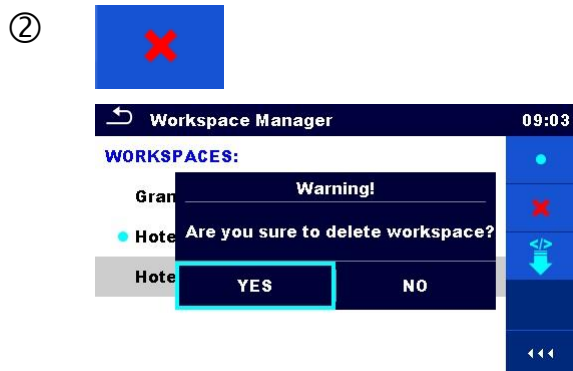 ②
Workspace Manager 09:03
WORKSPACES:
Gran
Warning!
Hote
Are you sure to delete workspace?
Hote
YES NO